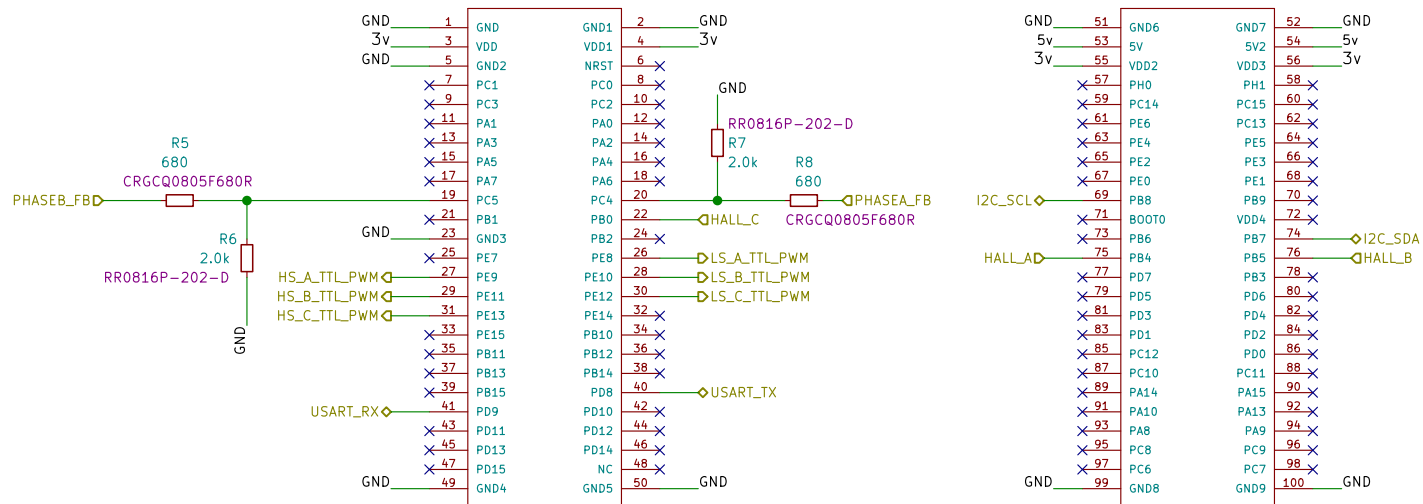 GND 1 GND GND1 2 GND
3v 3 VDD VDD1 4 3v
GND 5 GND2 NRST 6
7 PC1 PC0 8
9 PC3 PC2 10
11 PA1 PA0 12
13 PA3 PA2 14
15 PA5 PA4 16
17 PA7 PA6 18
19 PC5 PC4 20
21 PB1 PB0 22 HALL_C
GND 23 GND3 PB2 24
25 PE7 PE8 26 LS_A_TTL_PWM
HS_A_TTL_PWM 27 PE9 PE10 28 LS_B_TTL_PWM
HS_B_TTL_PWM 29 PE11 PE12 30 LS_C_TTL_PWM
HS_C_TTL_PWM 31 PE13 PE14 32
33 PE15 PB10 34
35 PB11 PB12 36
37 PB13 PB14 38
39 PB15 PD8 40 USART_TX
USART_RX 41 PD9 PD10 42
43 PD11 PD12 44
45 PD13 PD14 46
47 PD15 NC 48
GND 49 GND4 GND5 50 GND
R5
680
CRGCQ0805F680R
PHASEB_FB
R6
2.0k
RR0816P-202-D
GND
GND
RR0816P-202-D
R7
2.0k
R8
680
PHASEA_FB
CRGCQ0805F680R
GND 51 GND6 GND7 52 GND
5v 53 5V 5V2 54 5v
3v 55 VDD2 VDD3 56 3v
57 PH0 PH1 58
59 PC14 PC15 60
61 PE6 PC13 62
63 PE4 PE5 64
65 PE2 PE3 66
67 PE0 PE1 68
I2C_SCL 69 PB8 PB9 70
71 BOOT0 VDD4 72
73 PB6 PB7 74 I2C_SDA
HALL_A 75 PB4 PB5 76 HALL_B
77 PD7 PB3 78
79 PD5 PD6 80
81 PD3 PD4 82
83 PD1 PD2 84
85 PC12 PD0 86
87 PC10 PC11 88
89 PA14 PA15 90
91 PA10 PA13 92
93 PA8 PA9 94
95 PC8 PC9 96
97 PC6 PC7 98
GND 99 GND8 GND9 100 GND